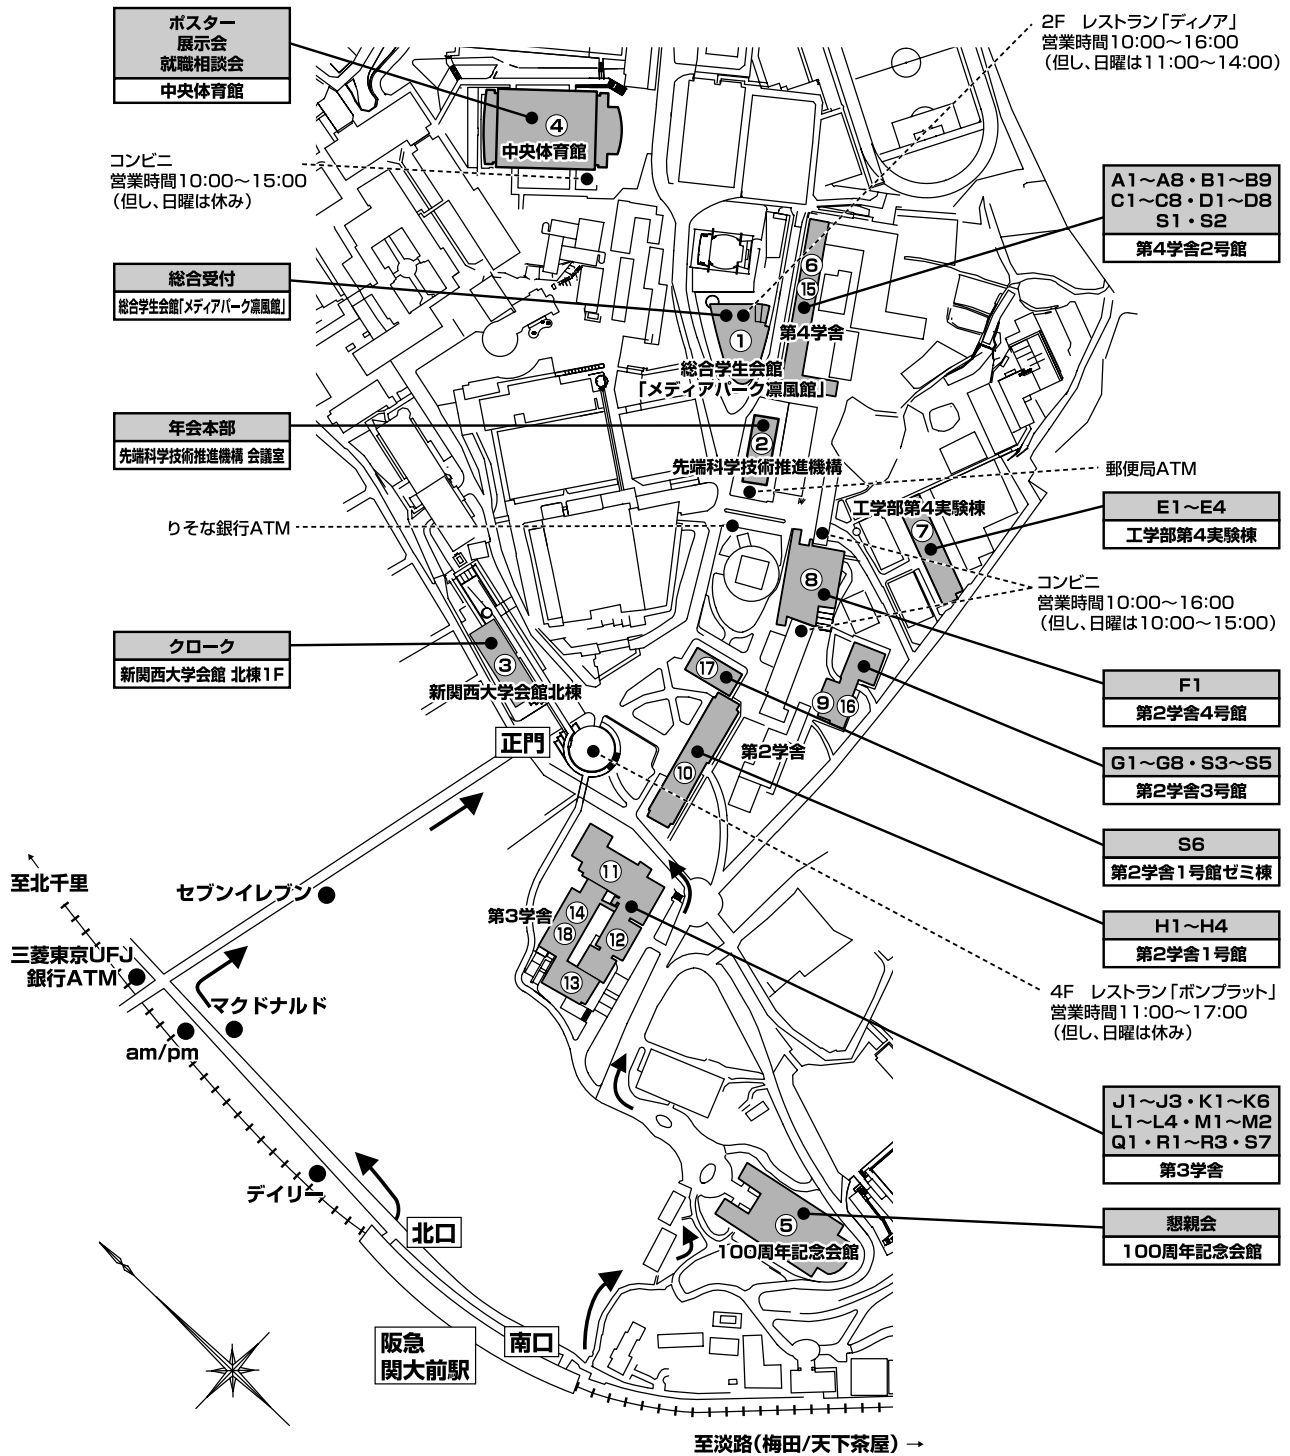 ポスター
展示会
就職相談会
中央体育館
2F レストラン「ディノア」
営業時間10:00〜16:00
（但し、日曜は11:00〜14:00）
④
中央体育館
コンビニ
営業時間10:00〜15:00
（但し、日曜は休み）
A1〜A8・B1〜B9
C1〜C8・D1〜D8
S1・S2
第4学舎2号館
総合受付
総合学生会館「メディアパーク凛風館」
⑥
⑮
第4学舎
①
総合学生会館
「メディアパーク凛風館」
年会本部
先端科学技術推進機構 会議室
②
先端科学技術推進機構
郵便局ATM
りそな銀行ATM
工学部第4実験棟
⑦
E1〜E4
工学部第4実験棟
⑧
コンビニ
営業時間10:00〜16:00
（但し、日曜は10:00〜15:00）
クローク
新関西大学会館 北棟1F
③
新関西大学会館北棟
⑰
⑨
⑯
F1
第2学舎4号館
正門
第2学舎
⑩
G1〜G8・S3〜S5
第2学舎3号館
S6
第2学舎1号館ゼミ棟
至北千里
セブンイレブン
⑪
第3学舎
⑭
⑱
⑫
⑬
H1〜H4
第2学舎1号館
三菱東京UFJ
銀行ATM
マクドナルド
am/pm
4F レストラン「ボンプラット」
営業時間11:00〜17:00
（但し、日曜は休み）
J1〜J3・K1〜K6
L1〜L4・M1〜M2
Q1・R1〜R3・S7
第3学舎
デイリー
北口
⑤
100周年記念会館
懇親会
100周年記念会館
阪急
関大前駅
南口
至淡路（梅田/天下茶屋）→